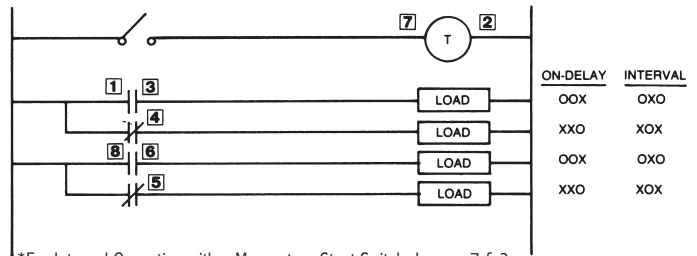 7 T 2
ON-DELAY INTERVAL
1 3 LOAD OOX OXO
4 LOAD XXO XOX
8 6 LOAD OOX OXO
5 LOAD XXO XOX
with